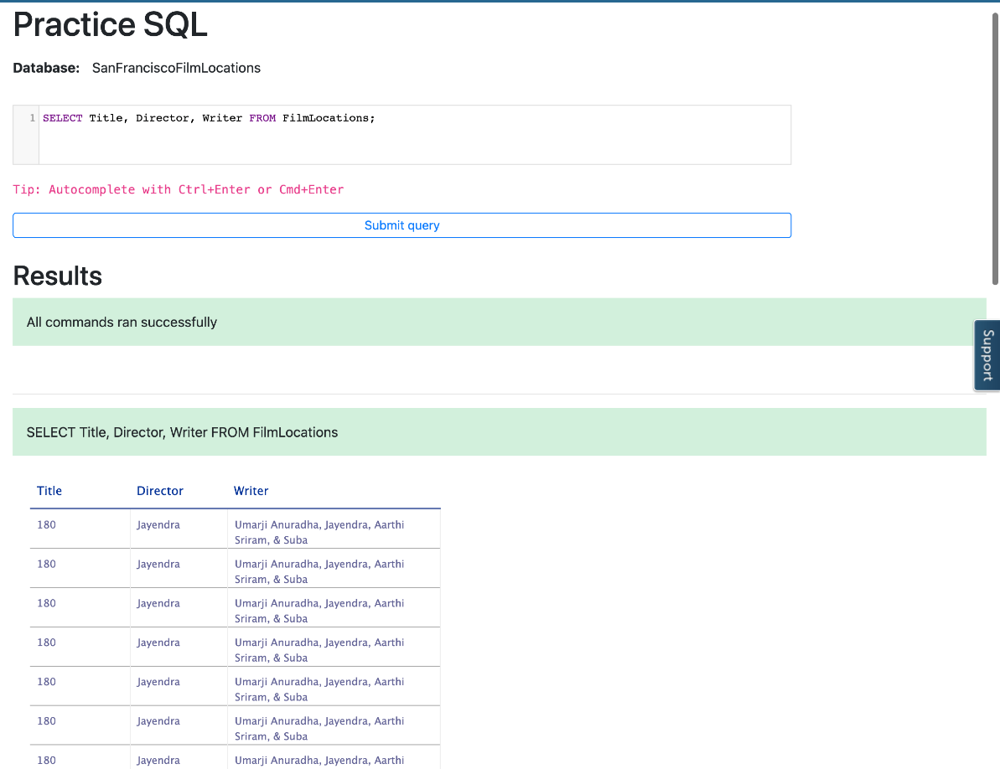 Practice SQL
Database: SanFranciscoFilmLocations
1 SELECT Title, Director, Writer FROM FilmLocations;
Tip: Autocomplete with Ctrl+Enter or Cmd+Enter
Submit query
Results
All commands ran successfully
Support
SELECT Title, Director, Writer FROM FilmLocations
Title Director Writer
180 Jayendra Umarji Anuradha, Jayendra, Aarthi
Sriram, & Suba
180 Jayendra Umarji Anuradha, Jayendra, Aarthi
Sriram, & Suba
180 Jayendra Umarji Anuradha, Jayendra, Aarthi
Sriram, & Suba
180 Jayendra Umarji Anuradha, Jayendra, Aarthi
Sriram, & Suba
180 Jayendra Umarji Anuradha, Jayendra, Aarthi
Sriram, & Suba
180 Jayendra Umarji Anuradha, Jayendra, Aarthi
Sriram, & Suba
180 Jayendra Umarji Anuradha, Jayendra, Aarthi